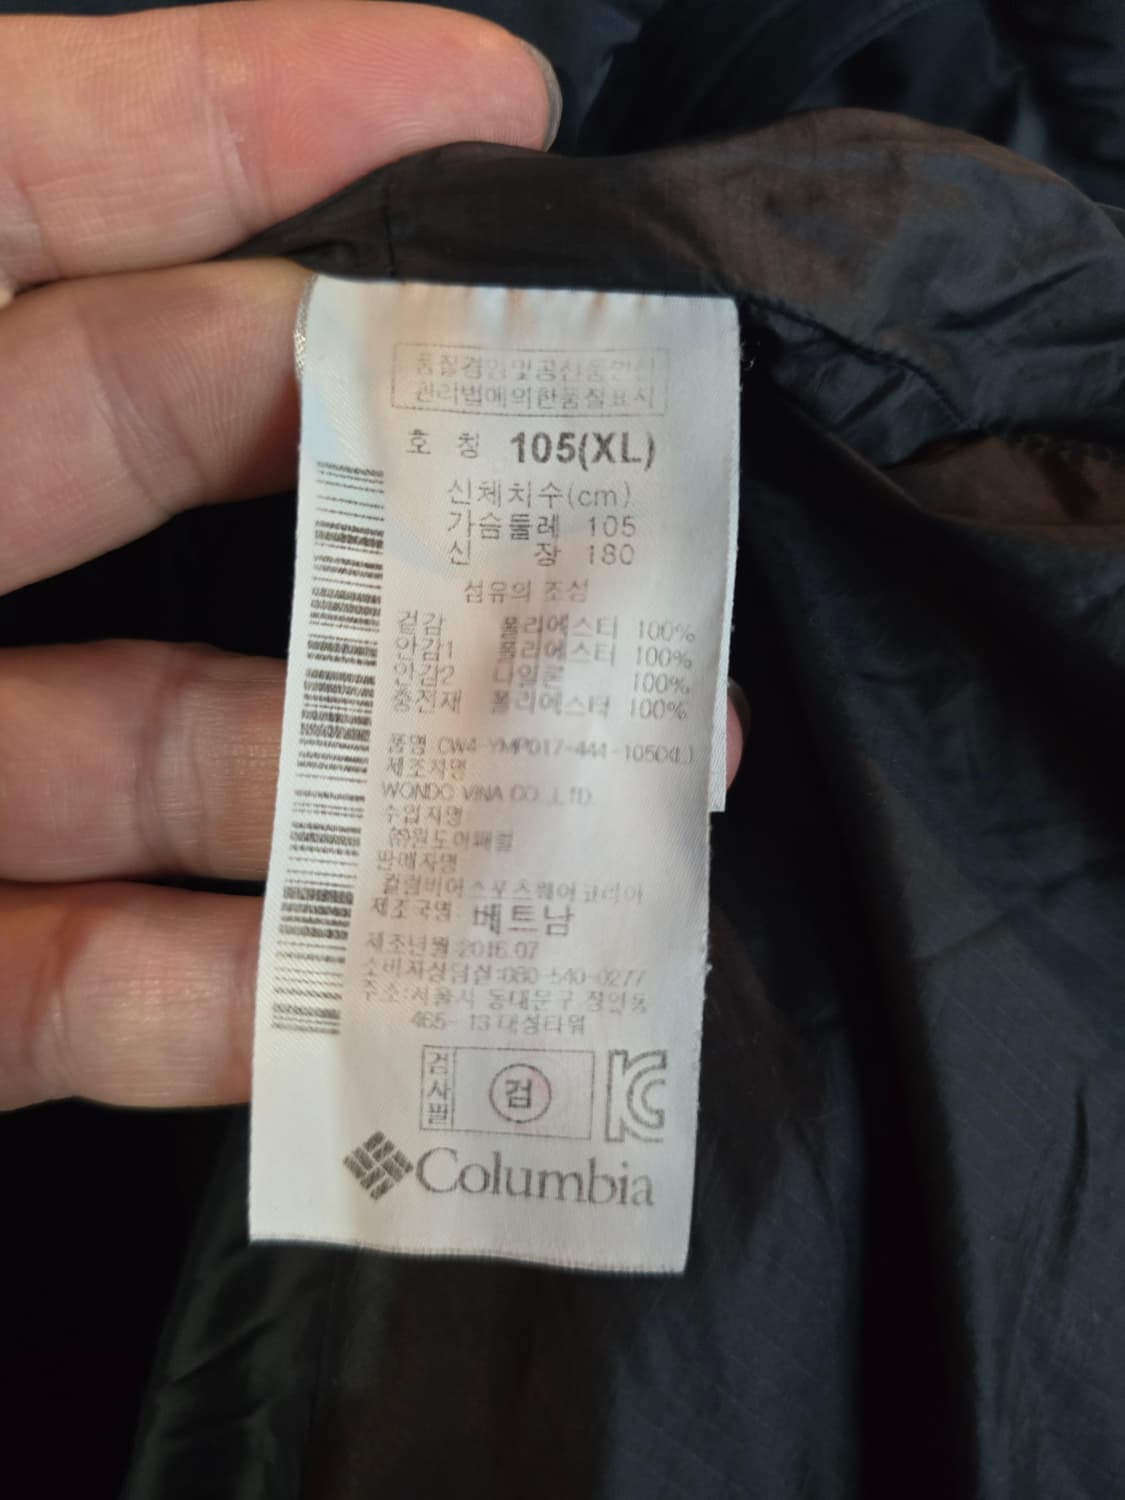 품질경영및공산품안전
관리법에의한품질표시
호 칭 105(XL)
신체치수(cm)
가슴둘레 105
신 장 180
섬유의 조성
겉감 폴리에스터 100%
안감1 폴리에스터 100%
안감2 나일론 100%
충전재 폴리에스터 100%
품명 CW4-YMP017-444-105(XL)
제조자명
WONDO VINA CO.,LTD.
수입자명
(주)원도어패럴
판매자명
컬럼비아스포츠웨어코리아
제조국명 베트남
제조년월:2016.07
소비자상담실:080-540-0277
주소:서울시 동대문구 장안동
465-13 대성타워
검사필
검
KC
Columbia